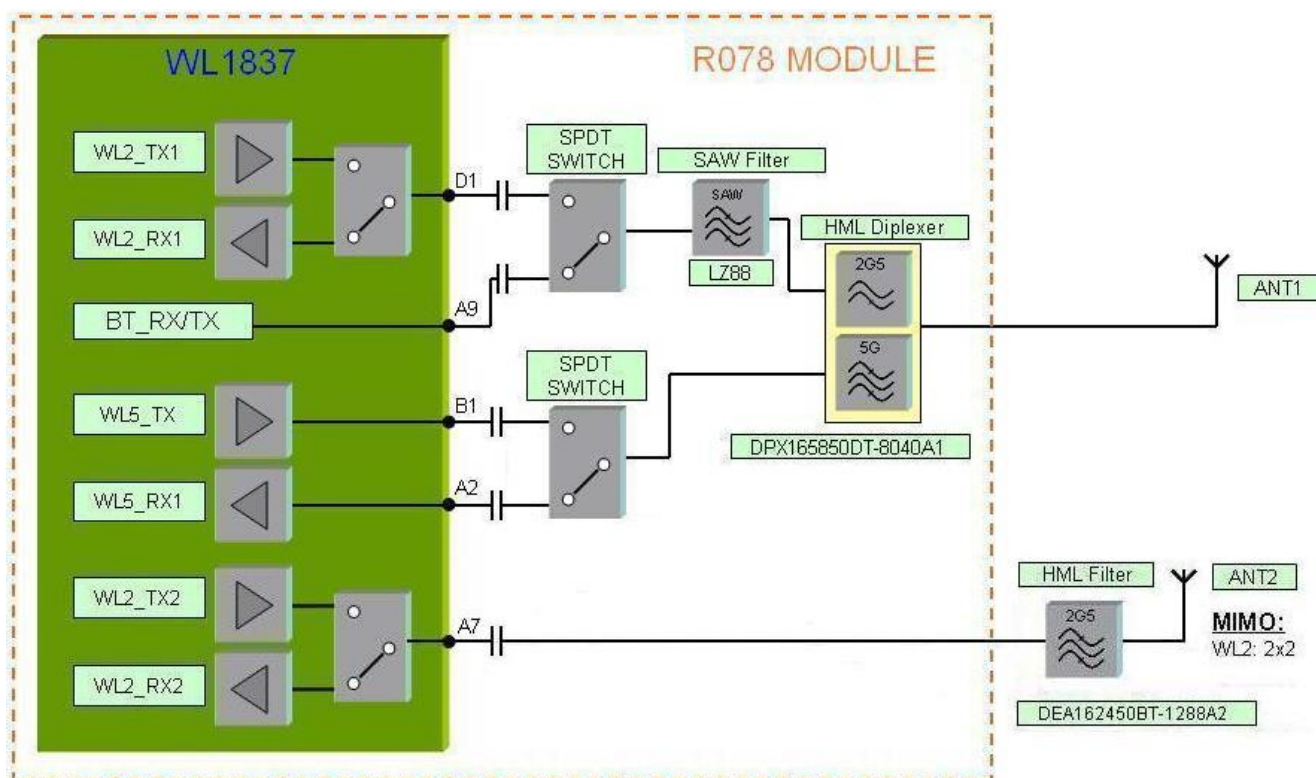 WL1837
R078 MODULE
WL2_TX1
SPDT
SWITCH
SAW Filter
D1
SAW
WL2_RX1
HML Diplexer
LZ88
2G5
ANT1
BT_RX/TX
A9
5G
SPDT
SWITCH
WL5_TX
B1
DPX165850DT-8040A1
WL5_RX1
A2
HML Filter
ANT2
WL2_TX2
A7
2G5
MIMO:
WL2: 2x2
WL2_RX2
DEA162450BT-1288A2